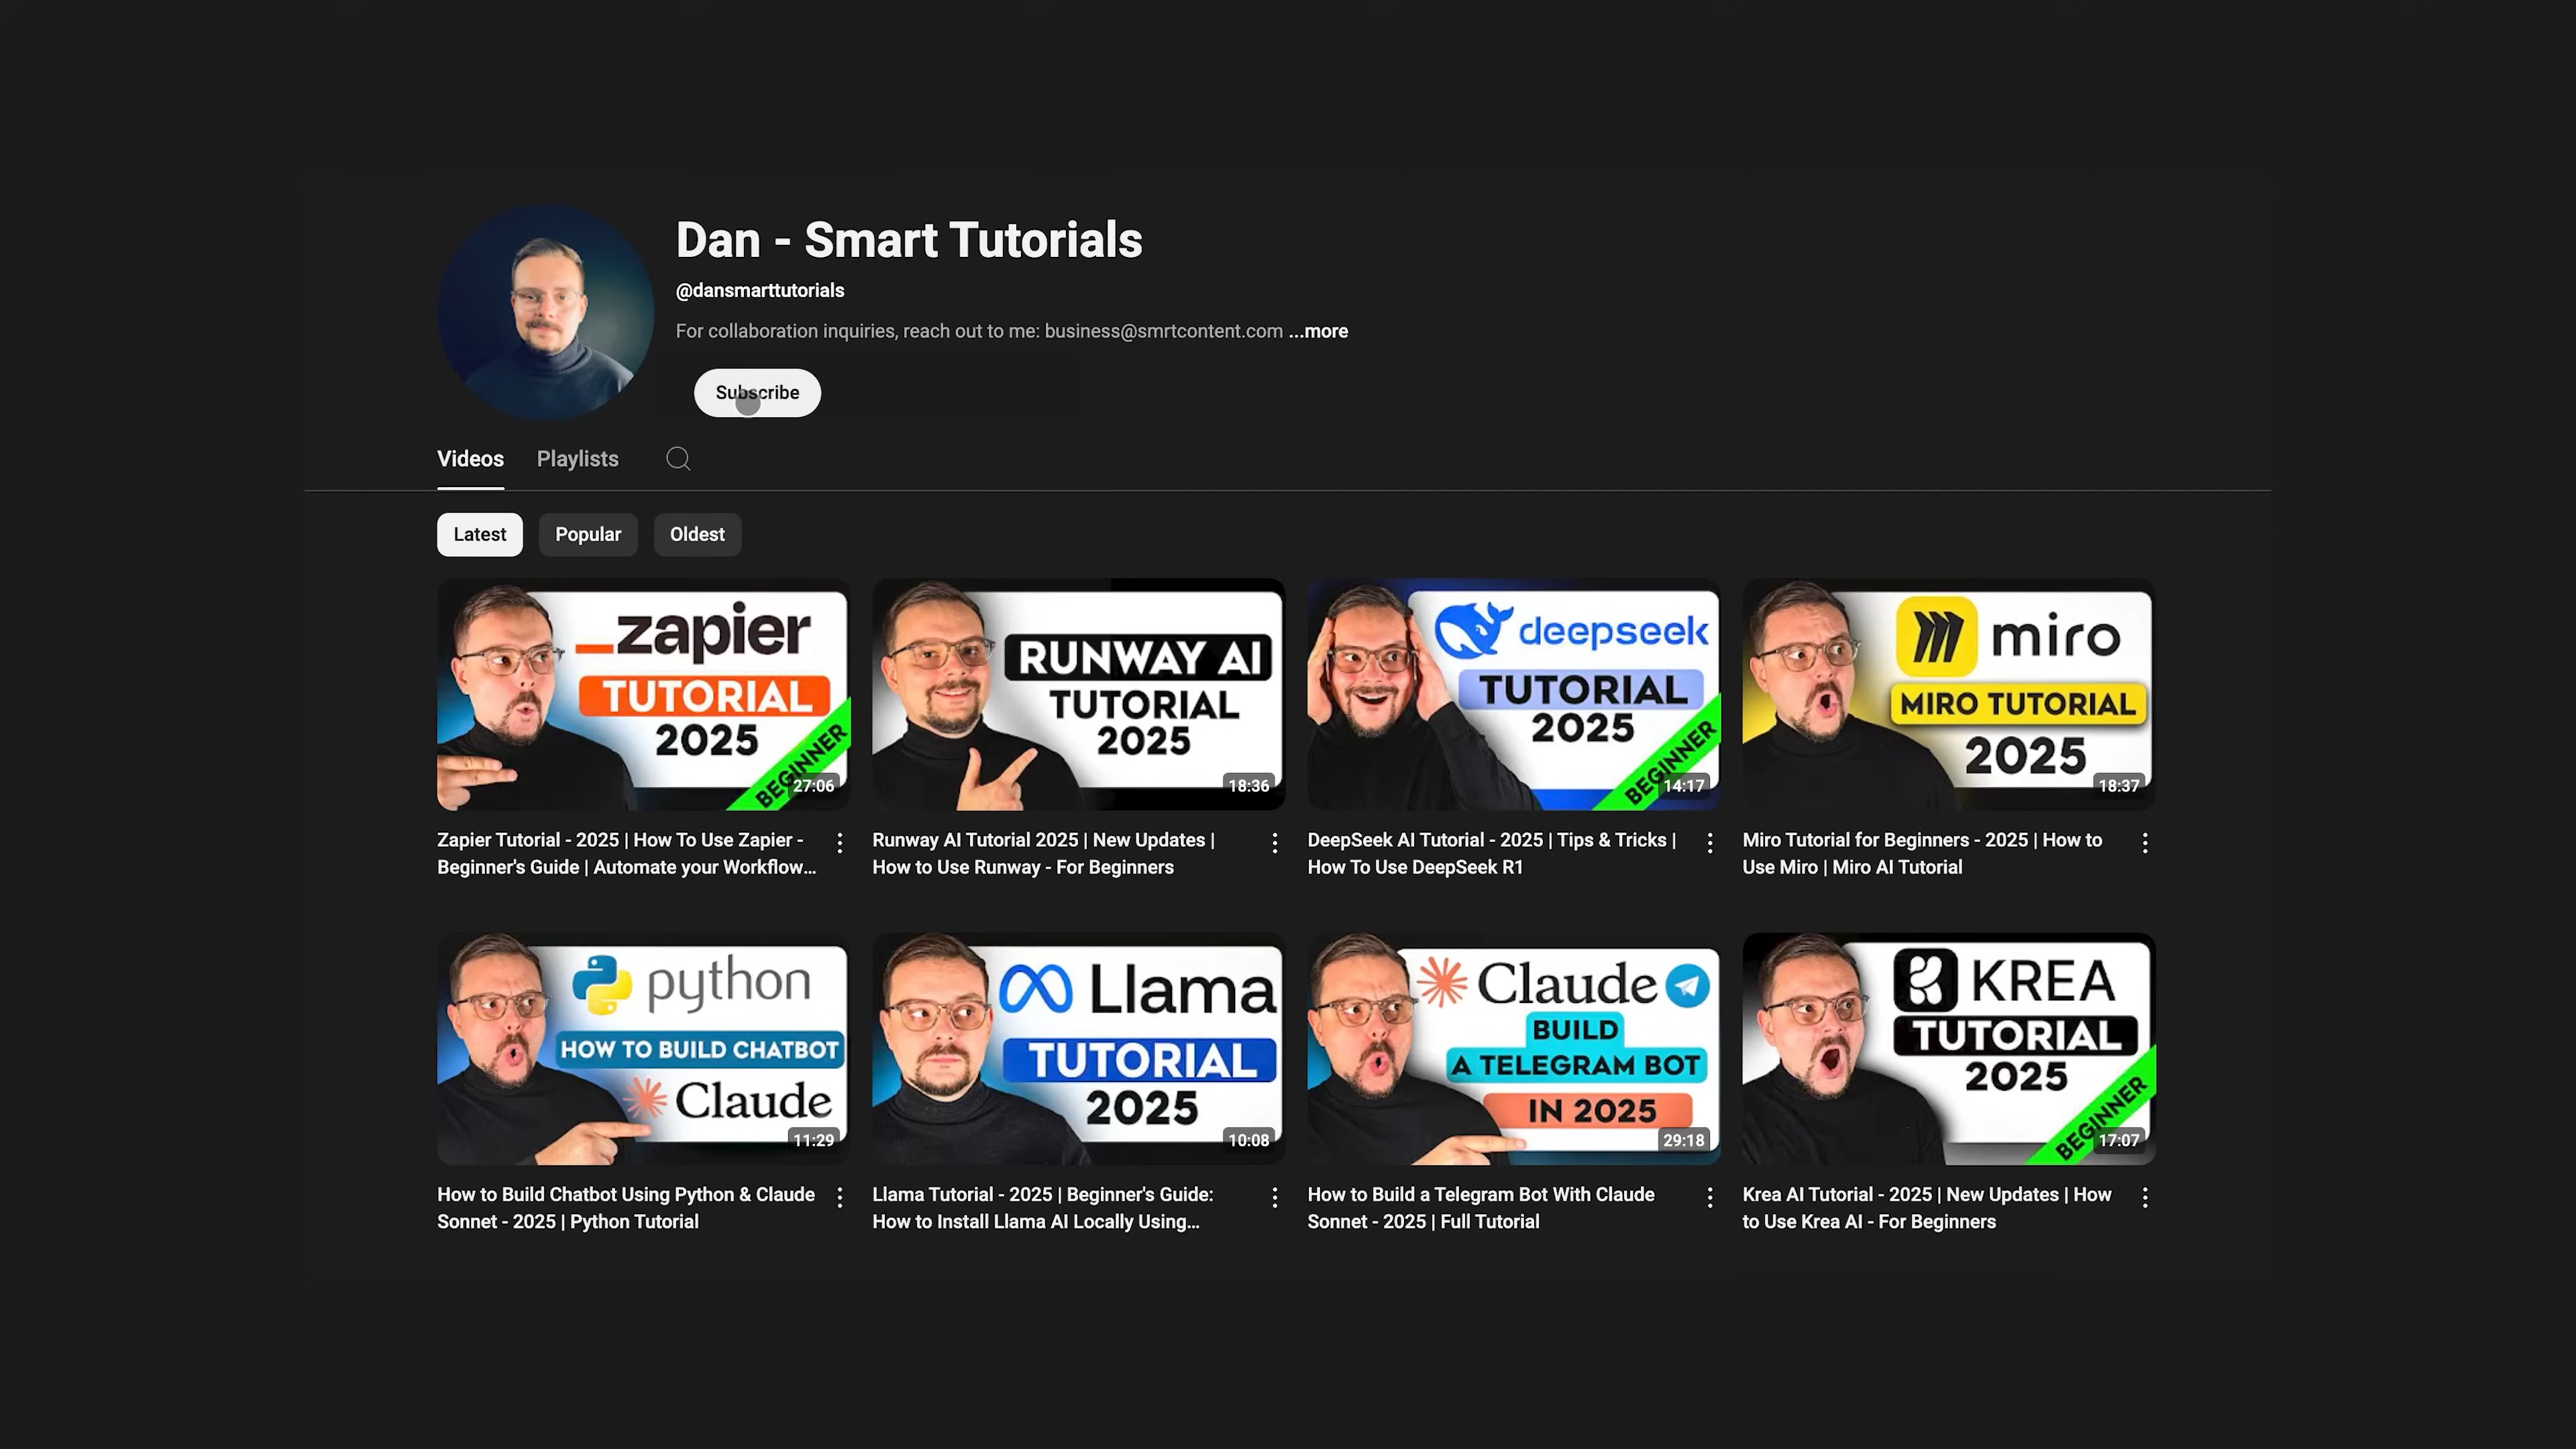 Dan - Smart Tutorials
@dansmarttutorials
For collaboration inquiries, reach out to me: business@smrtcontent.com ...more
Subscribe
Videos
Playlists
Latest
Popular
Oldest
zapier
TUTORIAL
2025
BEGINNER
27:06
RUNWAY AI
TUTORIAL
2025
18:36
deepseek
TUTORIAL
2025
BEGINNER
14:17
miro
MIRO TUTORIAL
2025
18:37
Zapier Tutorial - 2025 | How To Use Zapier -
Beginner's Guide | Automate your Workflow...
Runway AI Tutorial 2025 | New Updates |
How to Use Runway - For Beginners
DeepSeek AI Tutorial - 2025 | Tips & Tricks |
How To Use DeepSeek R1
Miro Tutorial for Beginners - 2025 | How to
Use Miro | Miro AI Tutorial
python
HOW TO BUILD CHATBOT
Claude
11:29
Llama
TUTORIAL
2025
10:08
Claude
BUILD
A TELEGRAM BOT
IN 2025
29:18
KREA
TUTORIAL
2025
BEGINNER
17:07
How to Build Chatbot Using Python & Claude
Sonnet - 2025 | Python Tutorial
Llama Tutorial - 2025 | Beginner's Guide:
How to Install Llama AI Locally Using...
How to Build a Telegram Bot With Claude
Sonnet - 2025 | Full Tutorial
Krea AI Tutorial - 2025 | New Updates | How
to Use Krea AI - For Beginners